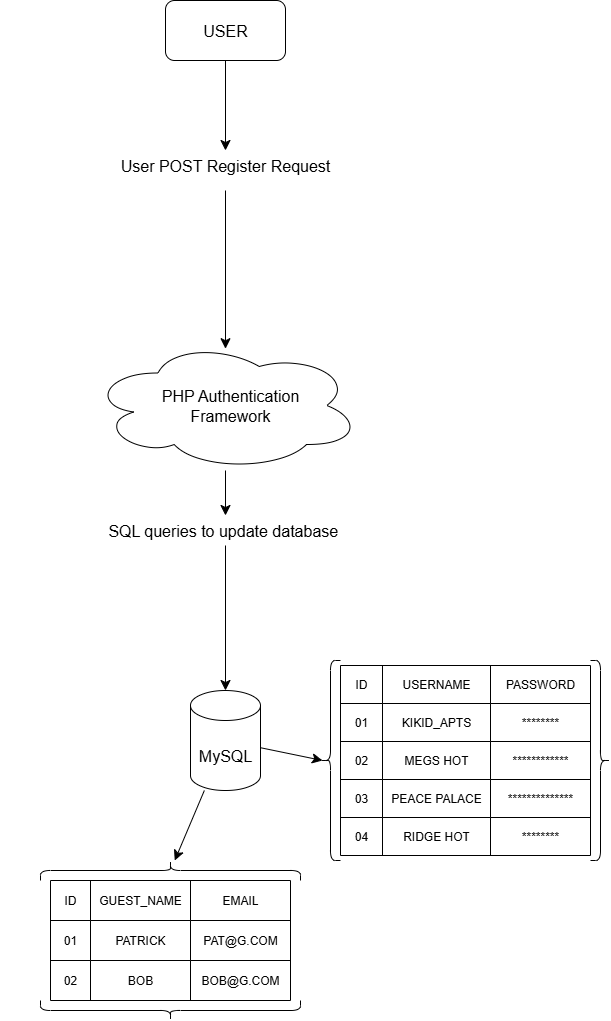 USER
User POST Register Request
PHP Authentication
Framework
SQL queries to update database
MySQL
ID USERNAME PASSWORD
01 KIKID_APTS ********
02 MEGS HOT ************
03 PEACE PALACE **************
04 RIDGE HOT ********
ID GUEST_NAME EMAIL
01 PATRICK PAT@G.COM
02 BOB BOB@G.COM